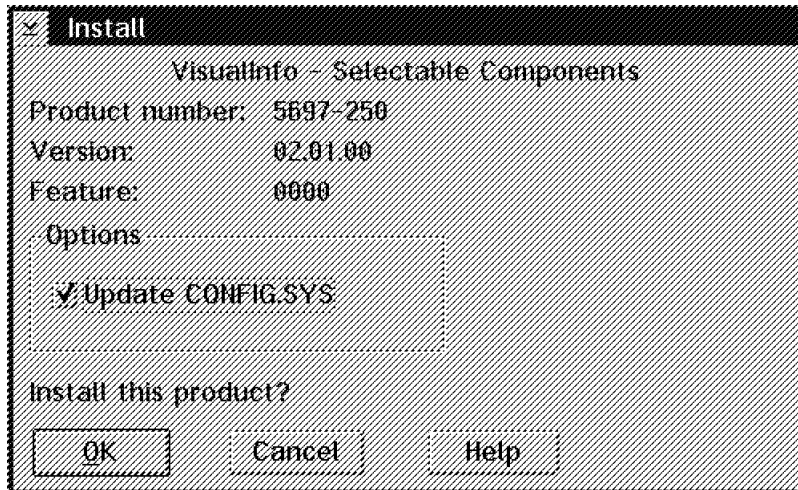 Install
VisualInfo - Selectable Components
Product number: 5697-250
Version: 02.01.00
Feature: 0000
Options
Update CONFIG.SYS
Install this product?
OK Cancel Help